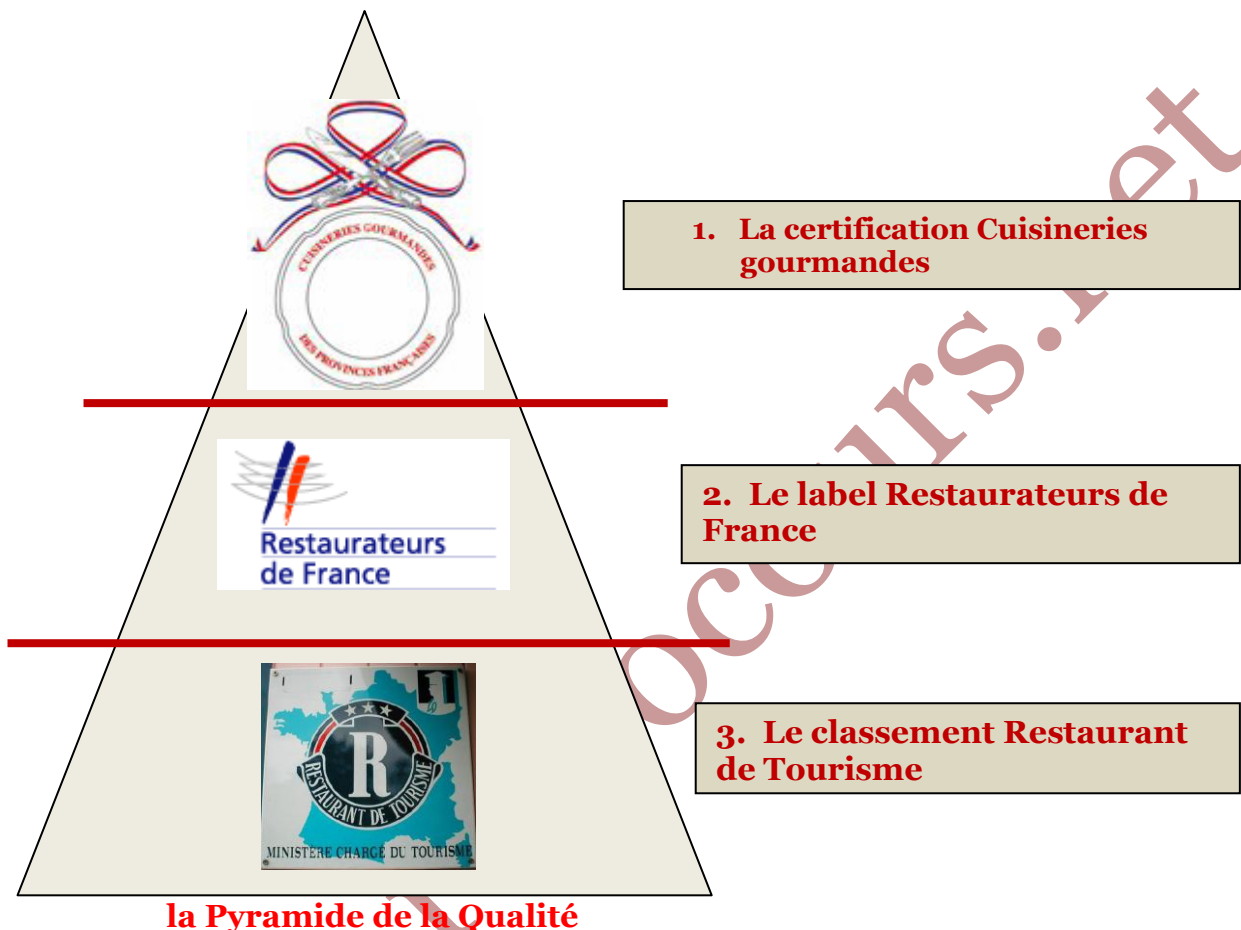 CUISINERIES GOURMANDES
DES PROVINCES FRANÇAISES
1. La certification Cuisineries
gourmandes
Restaurateurs
de France
2. Le label Restaurateurs de
France
★★★
R
RESTAURANT DE TOURISME
MINISTÈRE CHARGÉ DU TOURISME
3. Le classement Restaurant
de Tourisme
la Pyramide de la Qualité